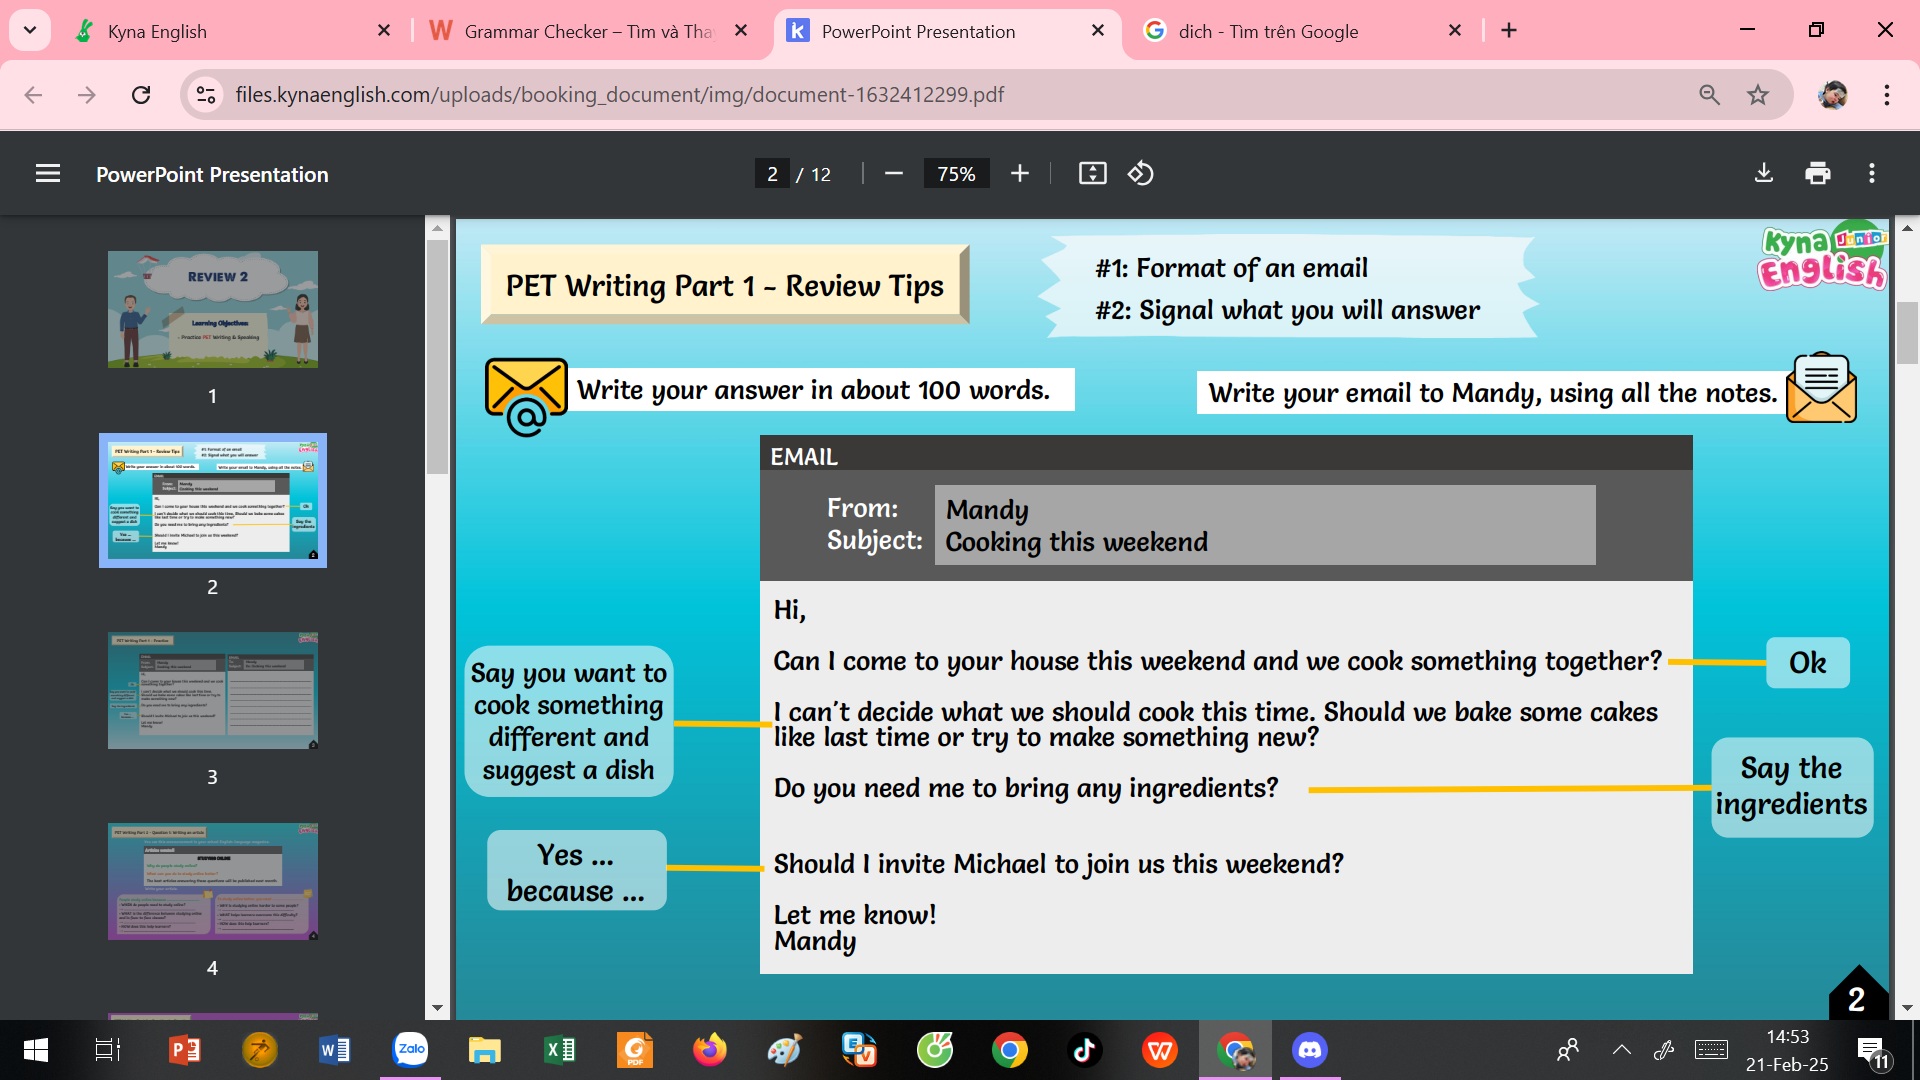 Kyna English
Grammar Checker – Tìm và Tha
PowerPoint Presentation
dich - Tìm trên Google
files.kynaenglish.com/uploads/booking_document/img/document-1632412299.pdf
PowerPoint Presentation
2 / 12
75%
REVIEW 2
Learning Objectives:
- Practice PET Writing & Speaking
1
2
3
4
PET Writing Part 1 - Review Tips
#1: Format of an email
#2: Signal what you will answer
Kyna Junior
English
Write your answer in about 100 words.
Write your email to Mandy, using all the notes.
EMAIL
From: Mandy
Subject: Cooking this weekend
Hi,
Can I come to your house this weekend and we cook something together?
Ok
Say you want to
cook something
different and
suggest a dish
I can't decide what we should cook this time. Should we bake some cakes
like last time or try to make something new?
Do you need me to bring any ingredients?
Say the
ingredients
Yes ...
because ...
Should I invite Michael to join us this weekend?
Let me know!
Mandy
2
Zalo
PDF
14:53
21-Feb-25
11